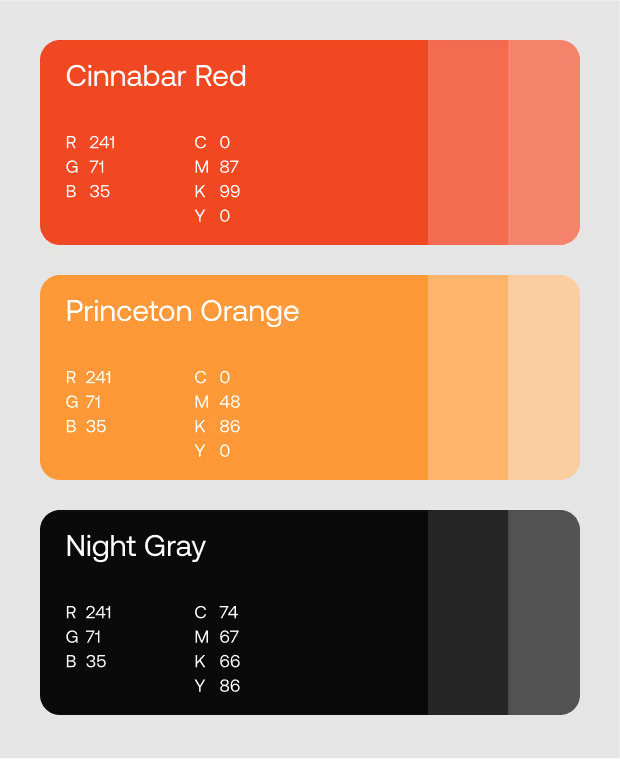 Cinnabar Red
R 241 C 0
G 71 M 87
B 35 K 99
Y 0
Princeton Orange
R 241 C 0
G 71 M 48
B 35 K 86
Y 0
Night Gray
R 241 C 74
G 71 M 67
B 35 K 66
Y 86